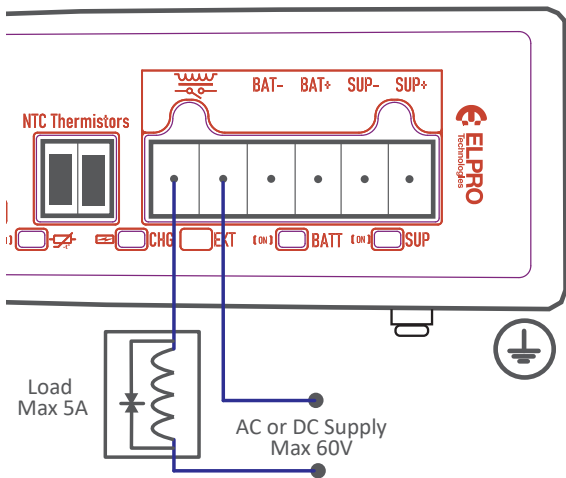 BAT- BAT+ SUP- SUP+
NTC Thermistors
ELPRO
Technologies
CHG EXT (ON) BATT (ON) SUP
Load
Max 5A
AC or DC Supply
Max 60V